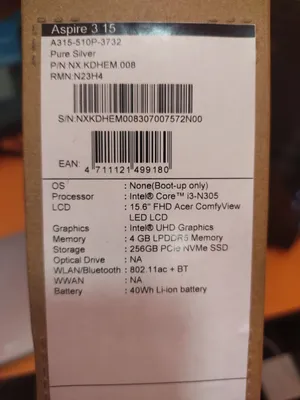 Aspire 3 15
A315-510P-3732
Pure Silver
P/N:NX.KDHEM.008
RMN:N23H4
S/N:NXKDHEM008307007572N00
EAN:
4 711121 499180
OS : None(Boot-up only)
Processor : Intel® Core™ i3-N305
LCD : 15.6" FHD Acer ComfyView
LED LCD
Graphics : Intel® UHD Graphics
Memory : 4 GB LPDDR5 Memory
Storage : 256GB PCIe NVMe SSD
Optical Drive : NA
WLAN/Bluetooth : 802.11ac + BT
WWAN : NA
Battery : 40Wh Li-ion battery